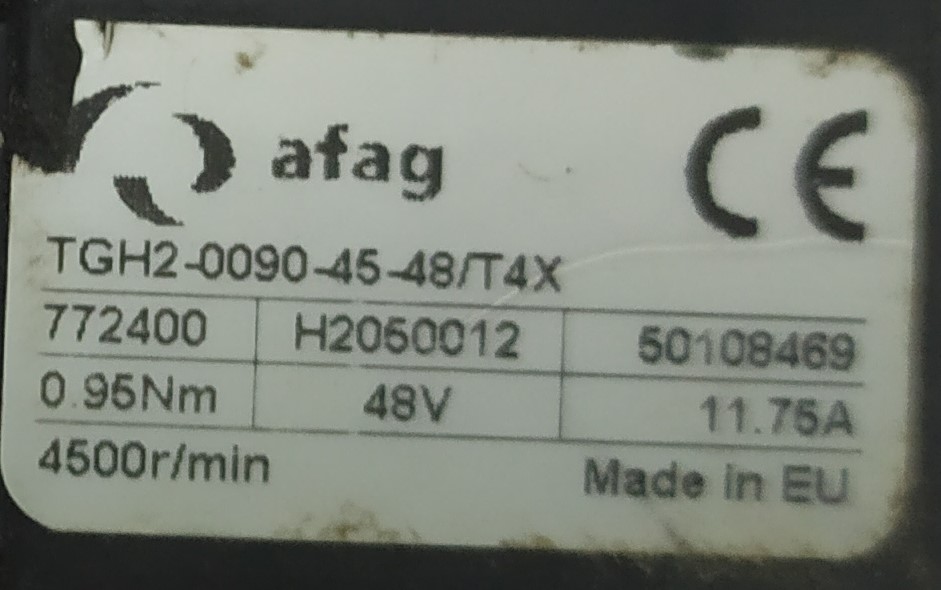 afag CE
TGH2-0090-45-48/T4X
772400 H2050012 50108469
0.95Nm 48V 11.75A
4500r/min Made in EU